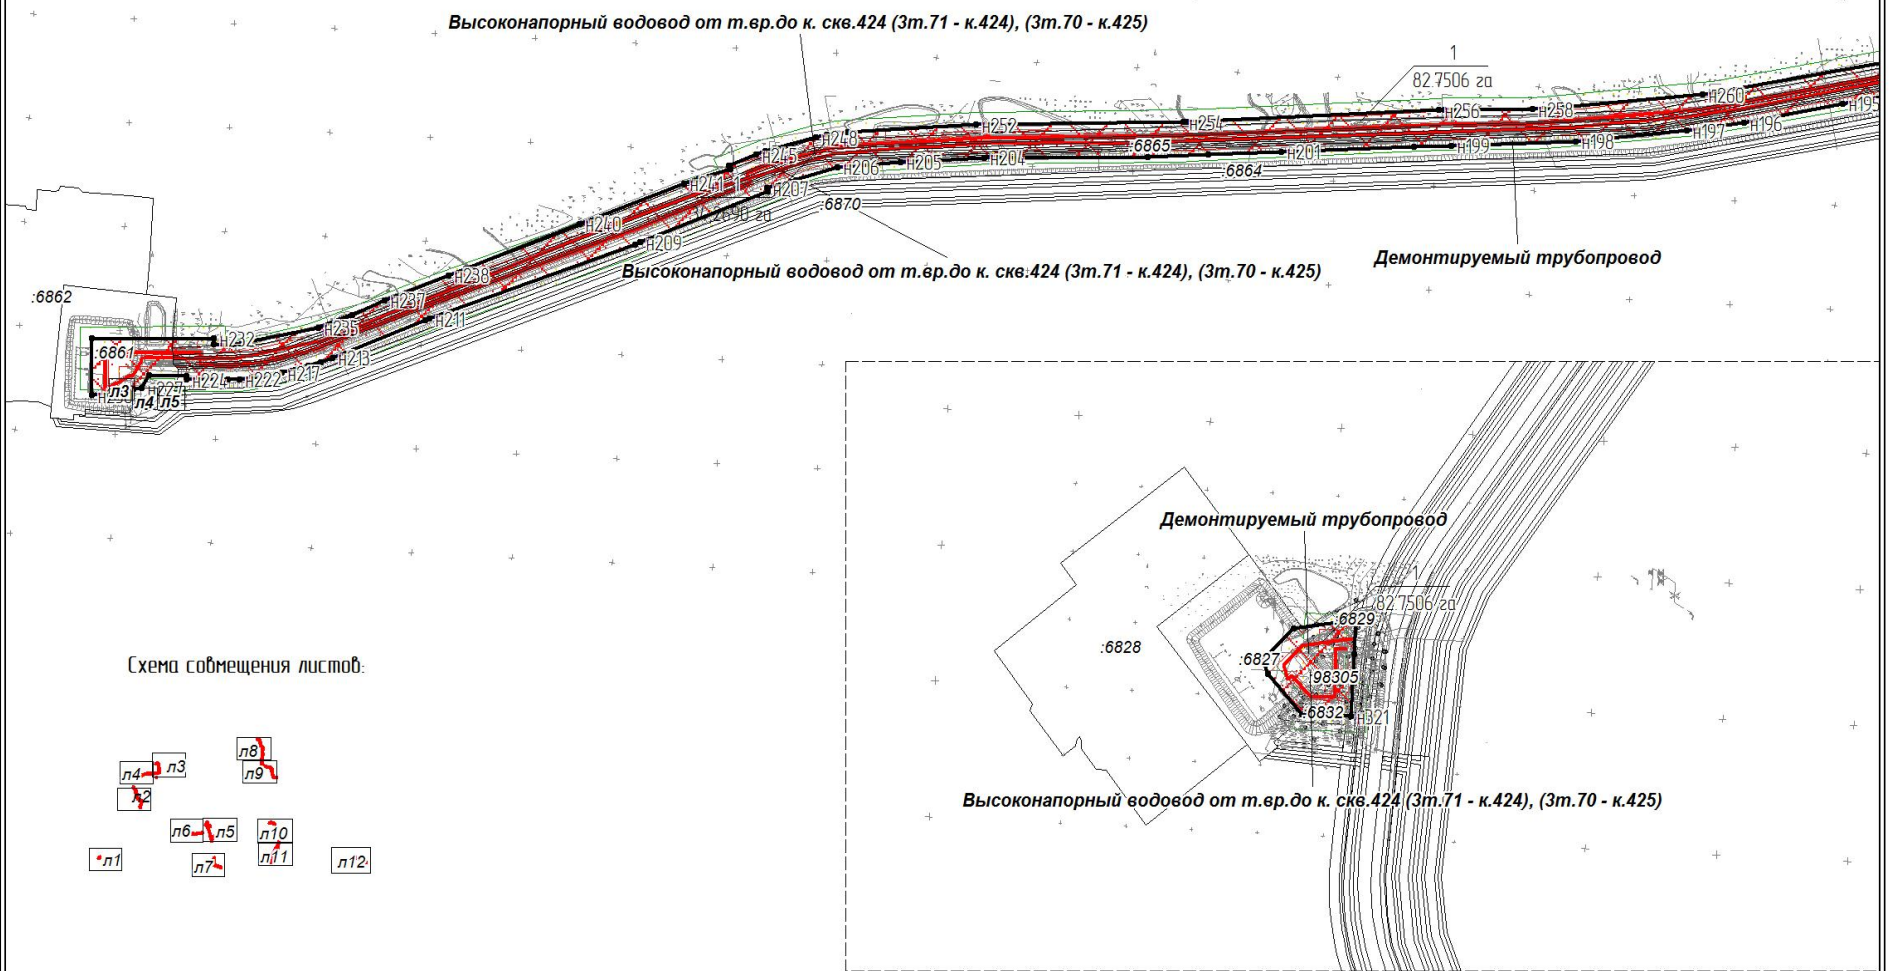 Высоконапорный водовод от т.вр.до к. скв.424 (3т.71 - к.424), (3т.70 - к.425)
1
82.7506 га
н260
н195
н256
н258
н252
н254
н196
н197
н248
н198
:6865
н199
н201
н245
н204
н205
н206
:6864
н241
1
н207
:6870
га
н240
н209
Демонтируемый трубопровод
Высоконапорный водовод от т.вр.до к. скв.424 (3т.71 - к.424), (3т.70 - к.425)
н238
:6862
н237
н211
н235
н232
:6861
н213
н217
н222
н224
н227
л3
л4
л5
Демонтируемый трубопровод
1
82.7506 га
:6829
:6828
:6827
:98305
:6832
н321
Высоконапорный водовод от т.вр.до к. скв.424 (3т.71 - к.424), (3т.70 - к.425)
Схема совмещения листов:
л8
л3
л4
л9
л2
л6
л5
л10
л1
л7
л11
л12